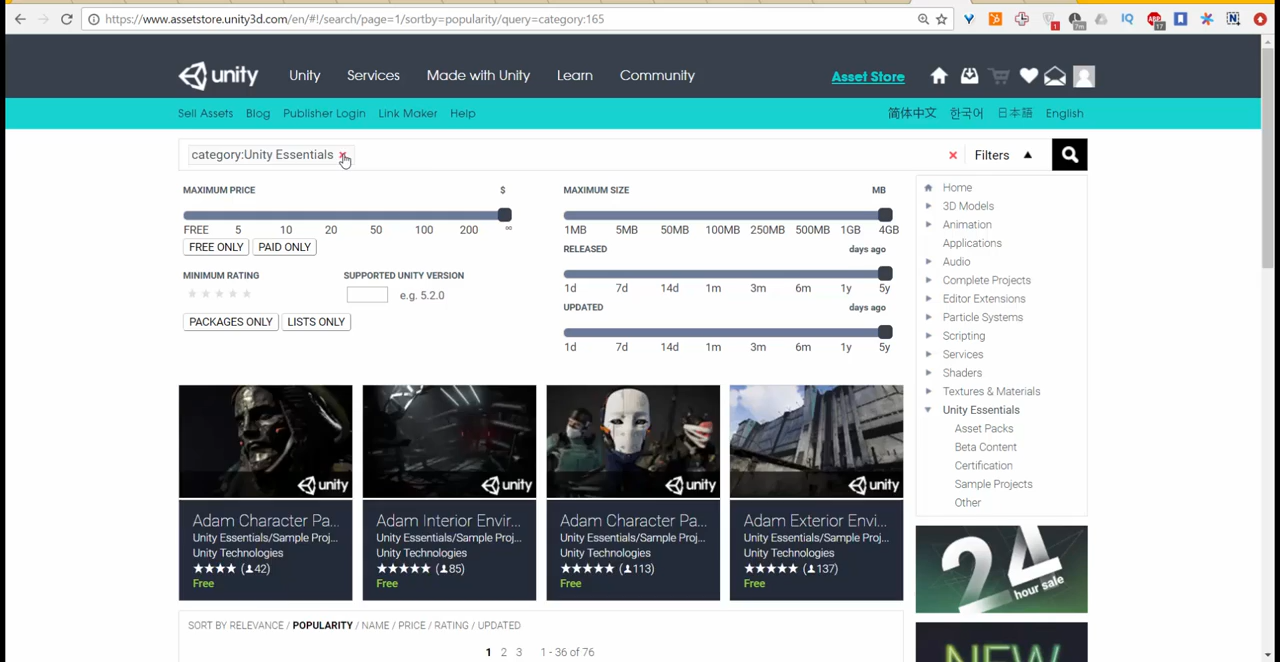 https://www.assetstore.unity3d.com/en/#!/search/page=1/sortby=popularity/query=category:165
unity Unity Services Made with Unity Learn Community Asset Store
Sell Assets Blog Publisher Login Link Maker Help 简体中文 한국어 日本語 English
category:Unity Essentials × × Filters ▲
MAXIMUM PRICE $ MAXIMUM SIZE MB
FREE 5 10 20 50 100 200 ∞ 1MB 5MB 50MB 100MB 250MB 500MB 1GB 4GB
FREE ONLY PAID ONLY RELEASED days ago
MINIMUM RATING SUPPORTED UNITY VERSION
e.g. 5.2.0 1d 7d 14d 1m 3m 6m 1y 5y
UPDATED days ago
PACKAGES ONLY LISTS ONLY
1d 7d 14d 1m 3m 6m 1y 5y
Home
3D Models
Animation
Applications
Audio
Complete Projects
Editor Extensions
Particle Systems
Scripting
Services
Shaders
Textures & Materials
Unity Essentials
Asset Packs
Beta Content
Certification
Sample Projects
Other
unity unity unity unity
Adam Character Pa... Adam Interior Envir... Adam Character Pa... Adam Exterior Envi...
Unity Essentials/Sample Proj... Unity Essentials/Sample Proj... Unity Essentials/Sample Proj... Unity Essentials/Sample Proj...
Unity Technologies Unity Technologies Unity Technologies Unity Technologies
★★★★ (42) ★★★★★ (85) ★★★★★ (113) ★★★★★ (137)
Free Free Free Free
24
hour sale
SORT BY RELEVANCE / POPULARITY / NAME / PRICE / RATING / UPDATED
1 2 3 1 - 36 of 76
NEW